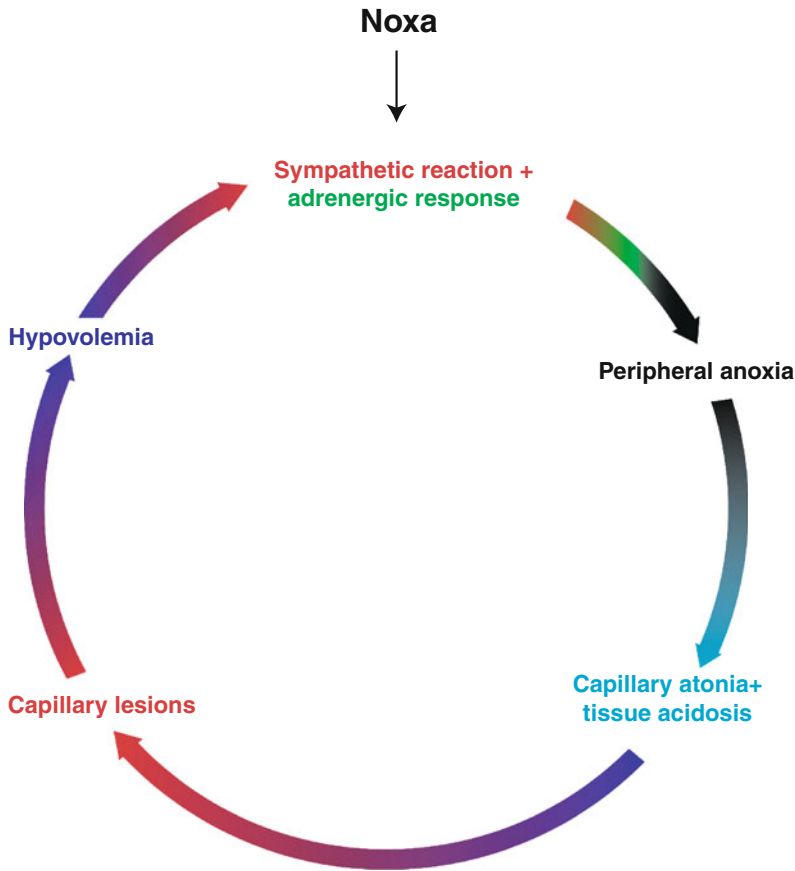 Noxa
Sympathetic reaction +
adrenergic response
Hypovolemia
Peripheral anoxia
Capillary lesions
Capillary atonia+
tissue acidosis